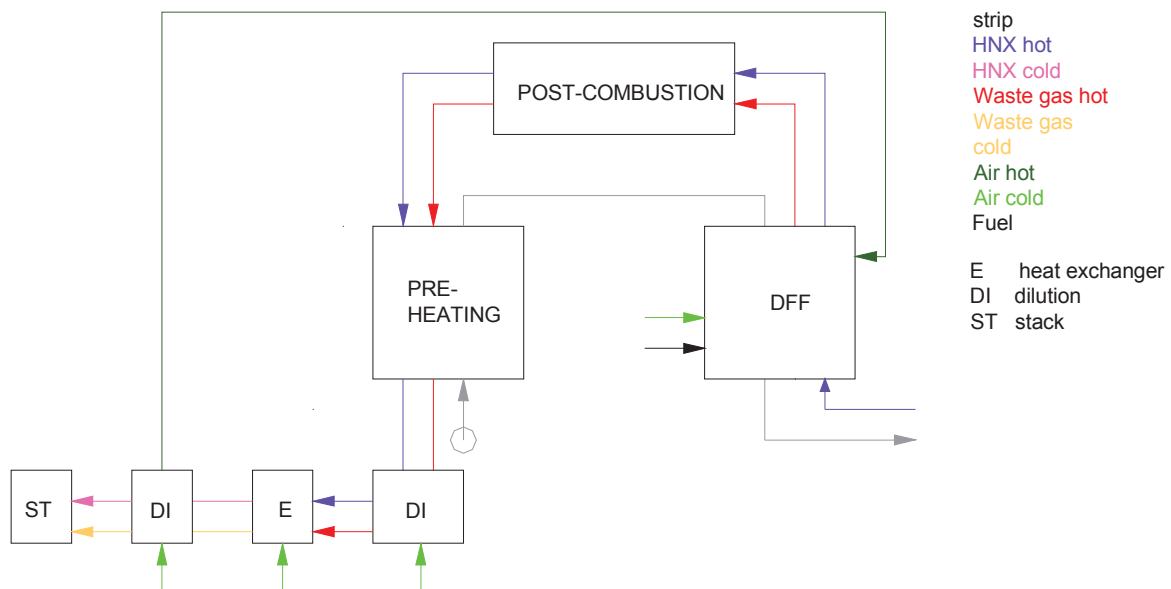 strip
HNX hot
HNX cold
Waste gas hot
Waste gas
cold
Air hot
Air cold
Fuel
E heat exchanger
DI dilution
ST stack
POST-COMBUSTION
PRE-
HEATING
DFF
ST
DI
E
DI